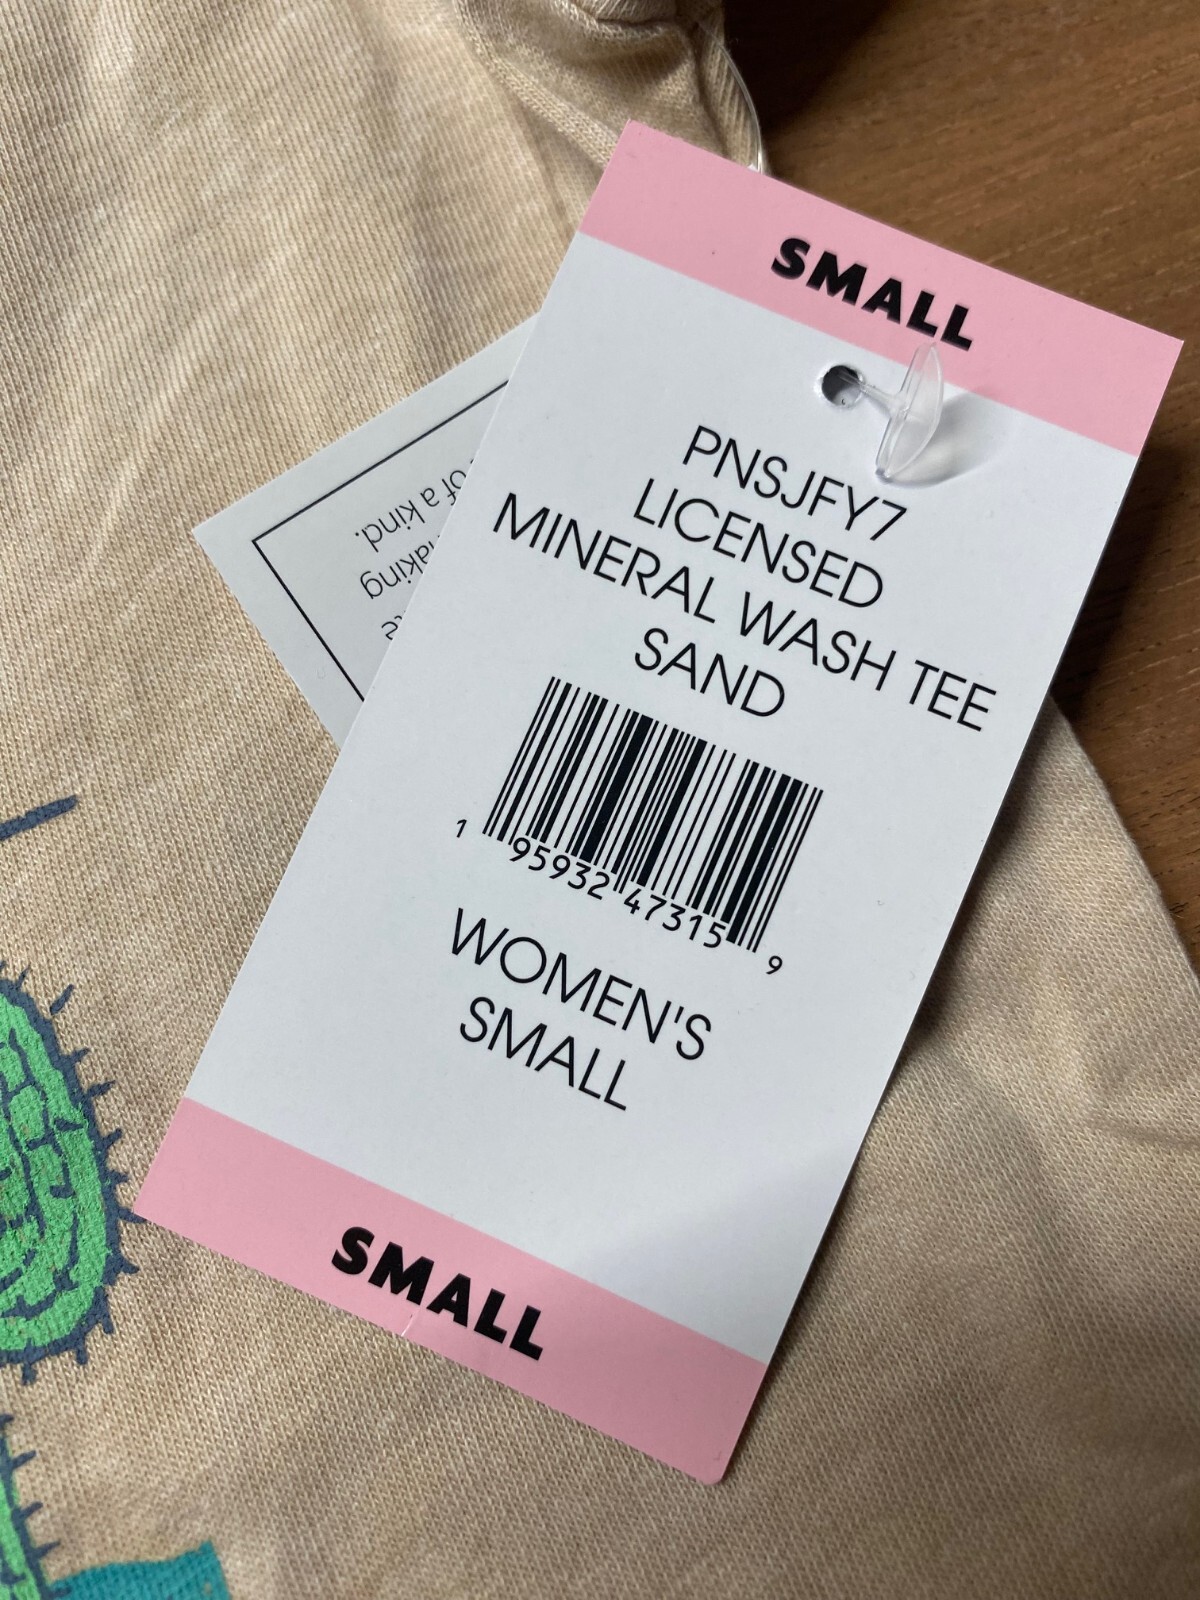 SMALL
PNSJFY7
LICENSED
MINERAL WASH TEE
SAND
1 95932 47315 9
WOMEN'S
SMALL
SMALL
of a kind.